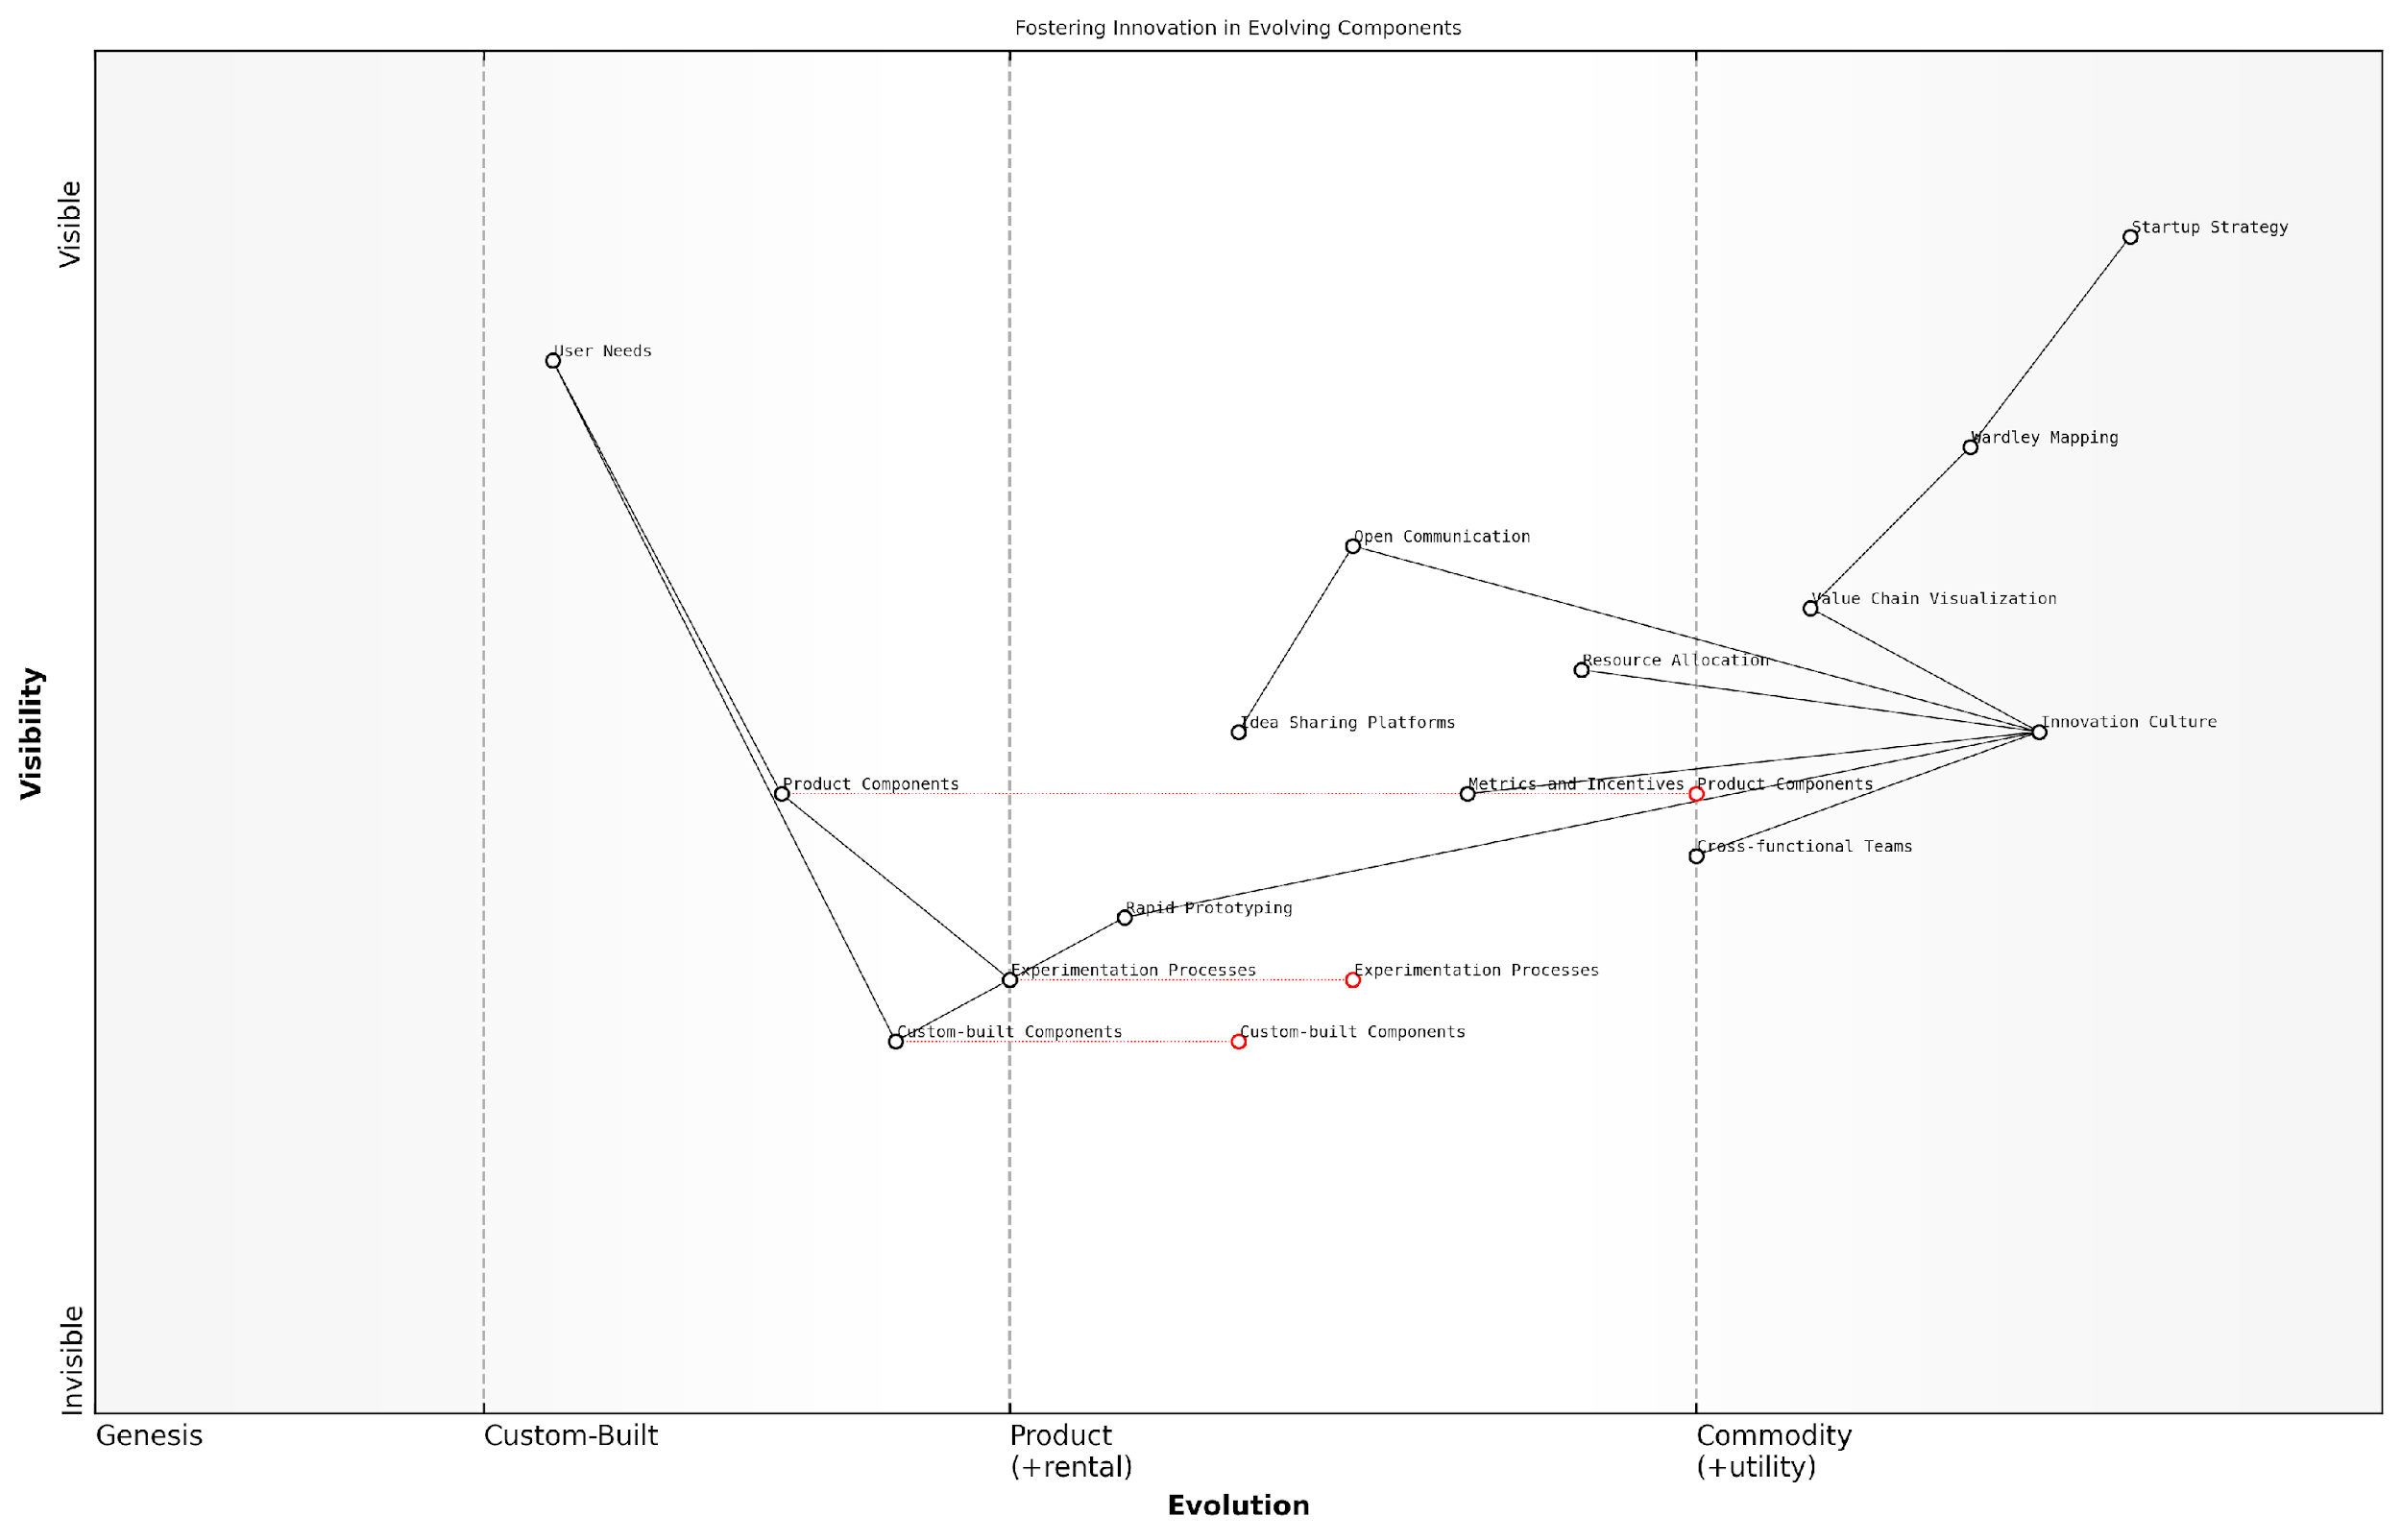 Fostering Innovation in Evolving Components
Visible
Startup Strategy
User Needs
Wardley Mapping
Open Communication
Value Chain Visualization
Resource Allocation
Idea Sharing Platforms
Innovation Culture
Visibility
Product Components
Metrics and Incentives
Product Components
Cross-functional Teams
Rapid Prototyping
Experimentation Processes
Experimentation Processes
Custom-built Components
Custom-built Components
Invisible
Genesis
Custom-Built
Product
(+rental)
Commodity
(+utility)
Evolution